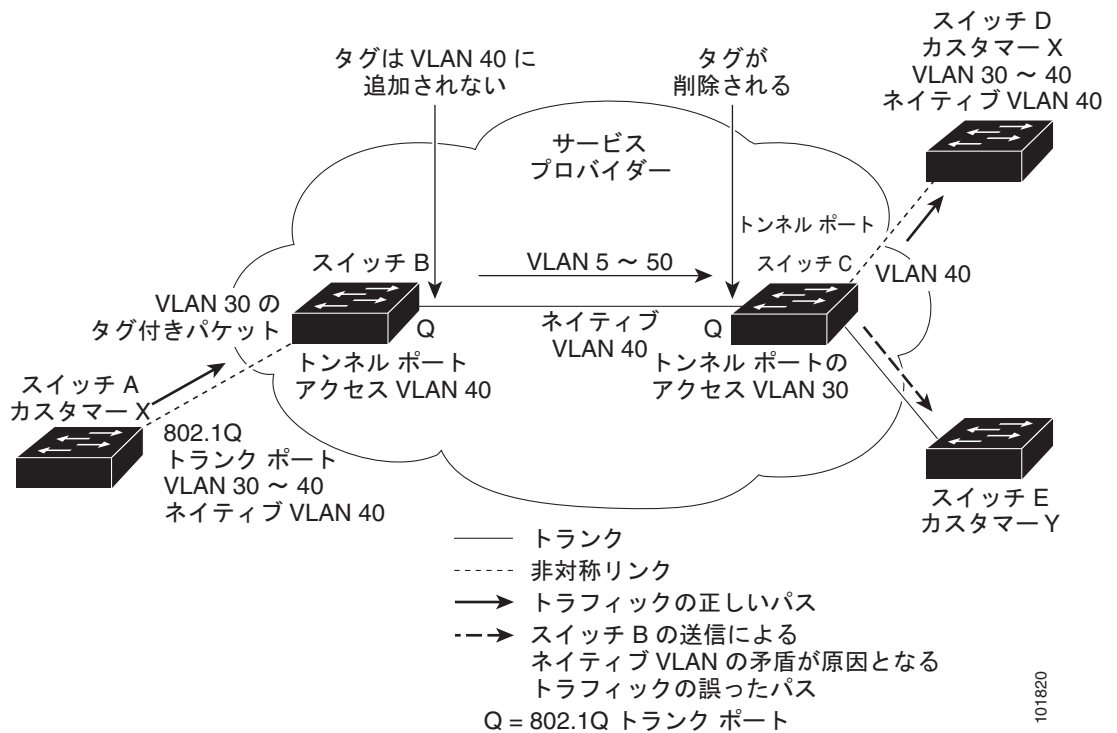 タグは VLAN 40 に
追加されない
タグが
削除される
スイッチ D
カスタマー X
VLAN 30 ～ 40
ネイティブ VLAN 40
サービス
プロバイダー
トンネル ポート
スイッチ B
VLAN 5 ～ 50
スイッチ C
VLAN 40
VLAN 30 の
タグ付きパケット
Q
ネイティブ
VLAN 40
Q
トンネル ポート
アクセス VLAN 40
トンネル ポートの
アクセス VLAN 30
スイッチ A
カスタマー X
802.1Q
トランク ポート
VLAN 30 ～ 40
ネイティブ VLAN 40
スイッチ E
カスタマー Y
トランク
非対称リンク
トラフィックの正しいパス
スイッチ B の送信による
ネイティブ VLAN の矛盾が原因となる
トラフィックの誤ったパス
Q = 802.1Q トランク ポート
101820